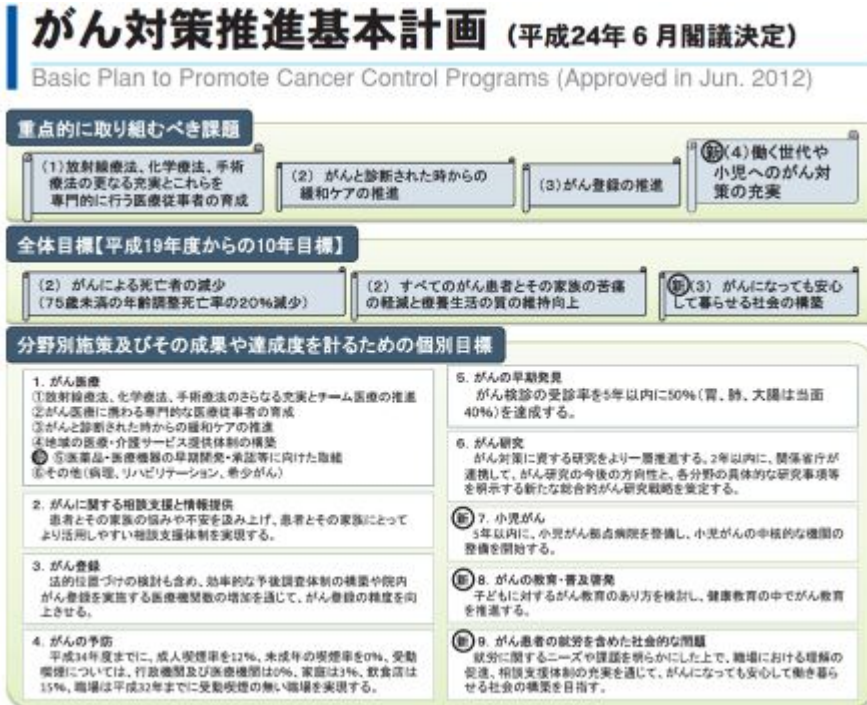 がん対策推進基本計画 (平成24年6月閣議決定)
Basic Plan to Promote Cancer Control Programs (Approved in Jun. 2012)
重点的に取り組むべき課題
(1)放射線療法、化学療法、手術
療法の更なる充実とこれらを
専門的に行う医療従事者の育成
(2) がんと診断された時からの
緩和ケアの推進
(3)がん登録の推進
新(4)働く世代や
小児へのがん対
策の充実
全体目標【平成19年度からの10年目標】
(2) がんによる死亡者の減少
(75歳未満の年齢調整死亡率の20%減少)
(2) すべてのがん患者とその家族の苦痛
の軽減と療養生活の質の維持向上
新(3) がんになっても安心
して暮らせる社会の構築
分野別施策及びその成果や達成度を計るための個別目標
1. がん医療
①放射線療法、化学療法、手術療法のさらなる充実とチーム医療の推進
②がん医療に携わる専門的な医療従事者の育成
③がんと診断された時からの緩和ケアの推進
④地域の医療・介護サービス提供体制の構築
新⑤医薬品・医療機器の早期開発・承認等に向けた取組
⑥その他(病理、リハビリテーション、希少がん)
2. がんに関する相談支援と情報提供
患者とその家族の悩みや不安を汲み上げ、患者とその家族にとって
より活用しやすい相談支援体制を実現する。
3. がん登録
法的位置づけの検討も含め、効率的な予後調査体制の構築や院内
がん登録を実施する医療機関数の増加を通じて、がん登録の精度を向
上させる。
4. がんの予防
平成34年度までに、成人喫煙率を12%、未成年の喫煙率を0%、受動
喫煙については、行政機関及び医療機関は0%、家庭は3%、飲食店は
15%、職場は平成32年までに受動喫煙の無い職場を実現する。
5. がんの早期発見
がん検診の受診率を5年以内に50%(胃、肺、大腸は当面
40%)を達成する。
6. がん研究
がん対策に資する研究をより一層推進する。2年以内に、関係省庁が
連携して、がん研究の今後の方向性と、各分野の具体的な研究事項等
を明示する新たな総合的がん研究戦略を策定する。
新 7. 小児がん
5年以内に、小児がん拠点病院を整備し、小児がんの中核的な機関の
整備を開始する。
新 8. がんの教育・普及啓発
子どもに対するがん教育のあり方を検討し、健康教育の中でがん教育
を推進する。
新 9. がん患者の就労を含めた社会的な問題
就労に関するニーズや課題を明らかにした上で、職場における理解の
促進、相談支援体制の充実を通じて、がんになっても安心して働き暮ら
せる社会の構築を目指す。